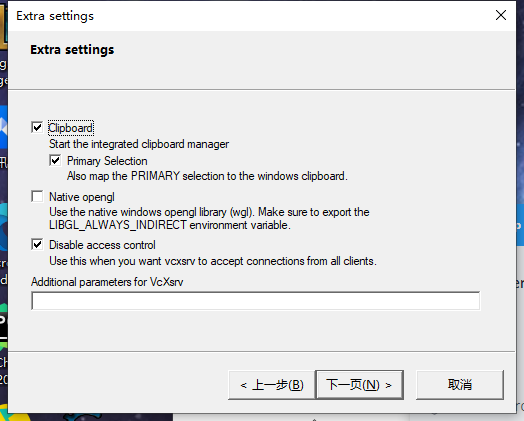 Extra settings
Extra settings
Clipboard
Start the integrated clipboard manager
Primary Selection
Also map the PRIMARY selection to the windows clipboard.
Native opengl
Use the native windows opengl library (wgl). Make sure to export the
LIBGL_ALWAYS_INDIRECT environment variable.
Disable access control
Use this when you want vcxsrv to accept connections from all clients.
Additional parameters for VcXsrv
< 上一步(B) 下一页(N) > 取消